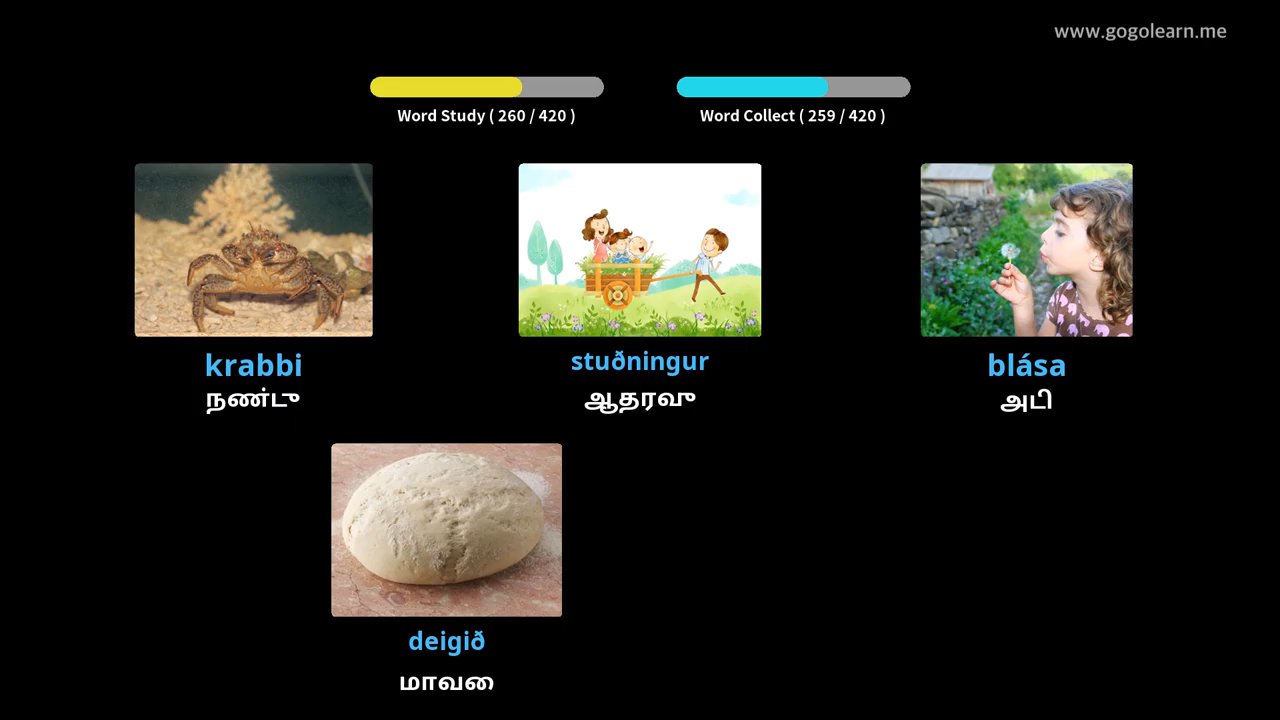 www.gogolearn.me
Word Study ( 260 / 420 )
Word Collect ( 259 / 420 )
krabbi
நண்டு
stuðningur
ஆதரவு
blása
அடி
deigið
மாவை